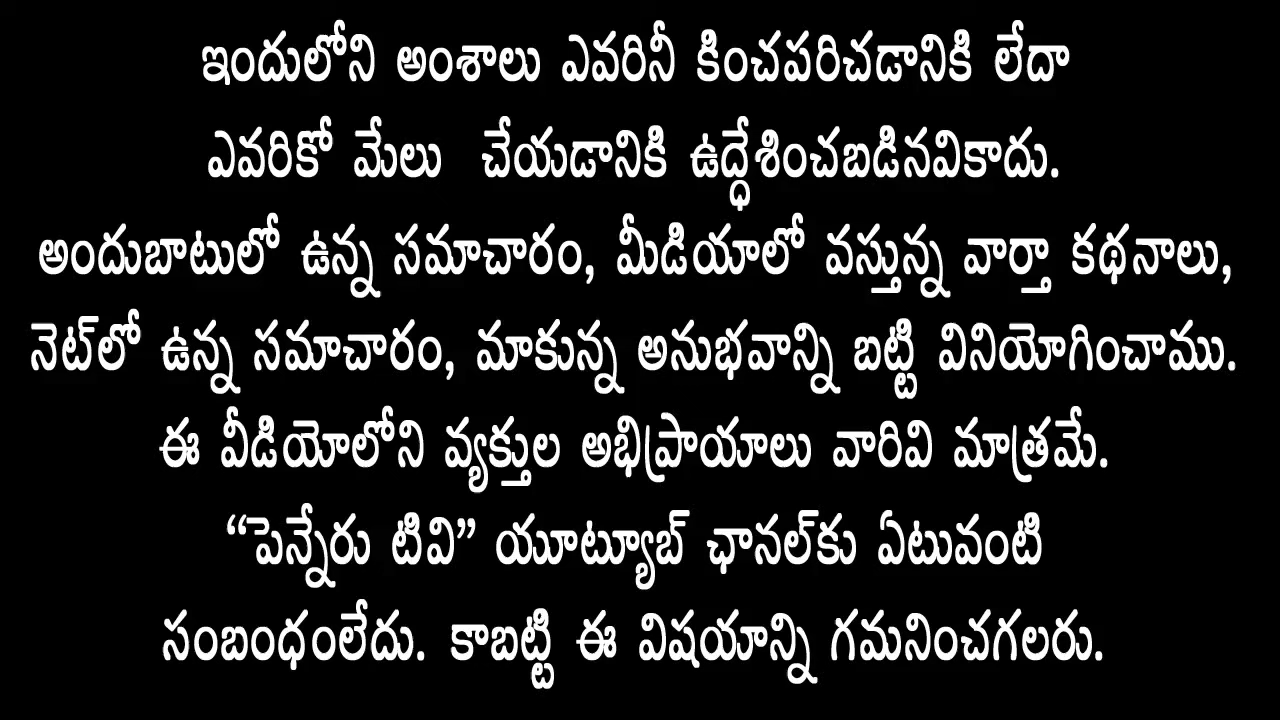 ఇందులోని అంశాలు ఎవరినీ కించపరిచడానికి లేదా
ఎవరికో మేలు చేయడానికి ఉద్ధేశించబడినవికాదు.
అందుబాటులో ఉన్న సమాచారం, మీడియాలో వస్తున్న వార్తా కథనాలు,
నెట్‌లో ఉన్న సమాచారం, మాకున్న అనుభవాన్ని బట్టి వినియోగించాము.
ఈ వీడియోలోని వ్యక్తుల అభిప్రాయాలు వారివి మాత్రమే.
“పెన్నేరు టివి” యూట్యూబ్ ఛానల్‌కు ఏటువంటి
సంబంధంలేదు. కాబట్టి ఈ విషయాన్ని గమనించగలరు.